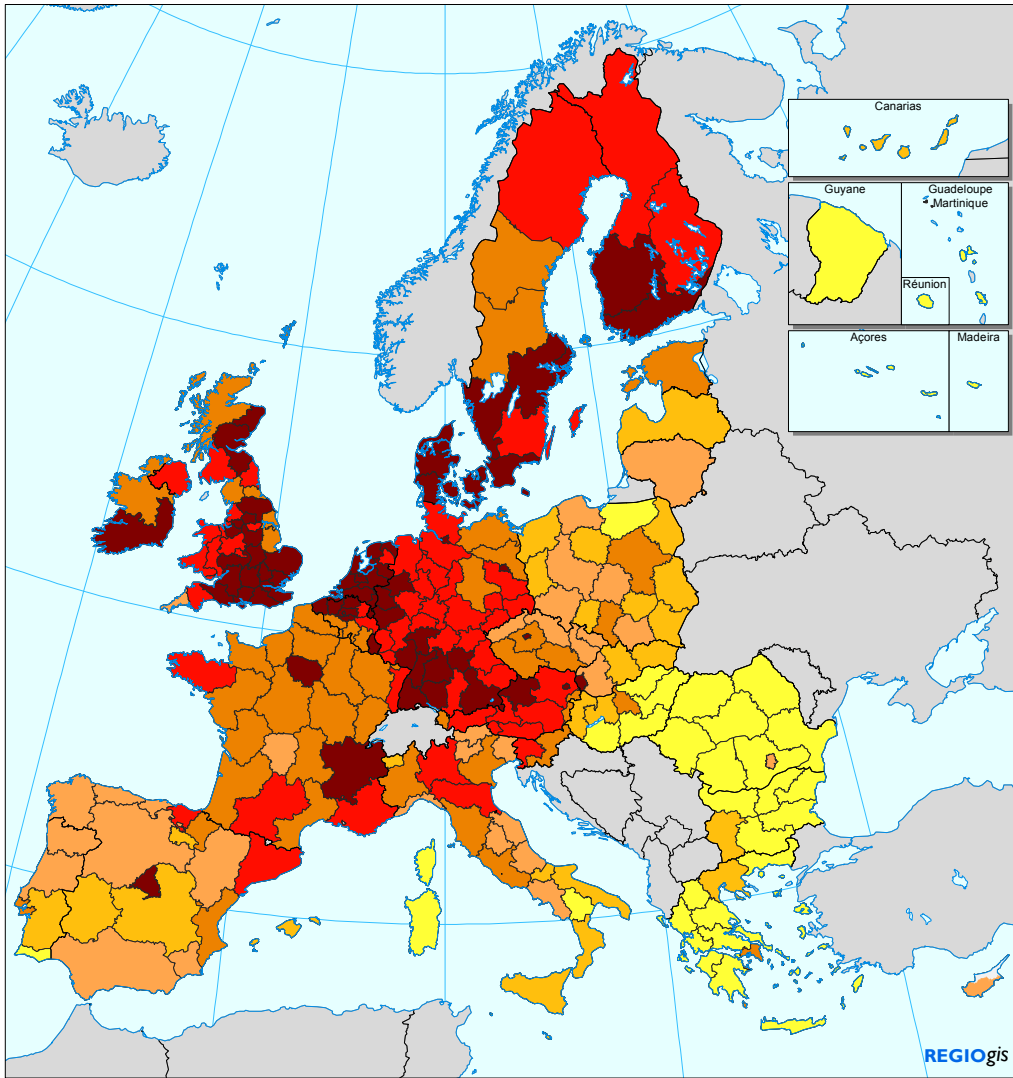 Canarias
Guyane
Guadeloupe
Martinique
Réunion
Açores
Madeira
REGIOgis